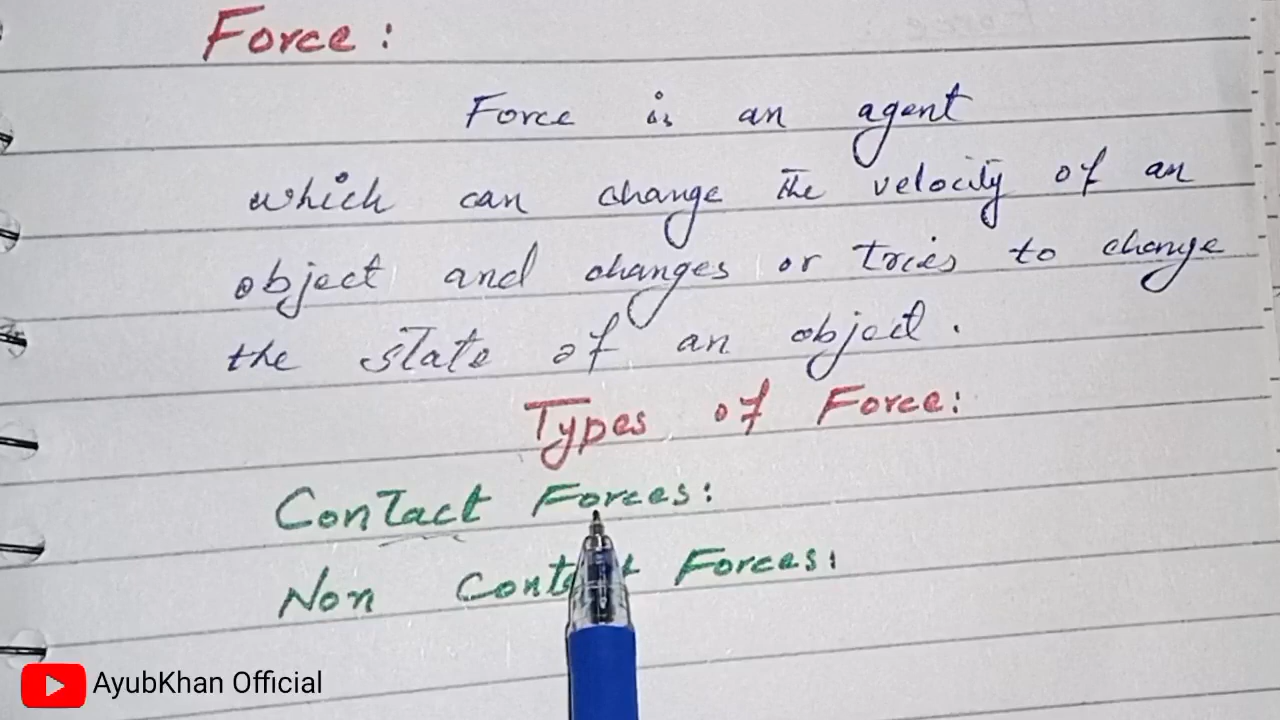 Force :
Force is an agent
which can change the velocity of an
object and changes or tries to change
the state of an object.
Types of Force:
Contact Forces:
Non Forces:
AyubKhan Official